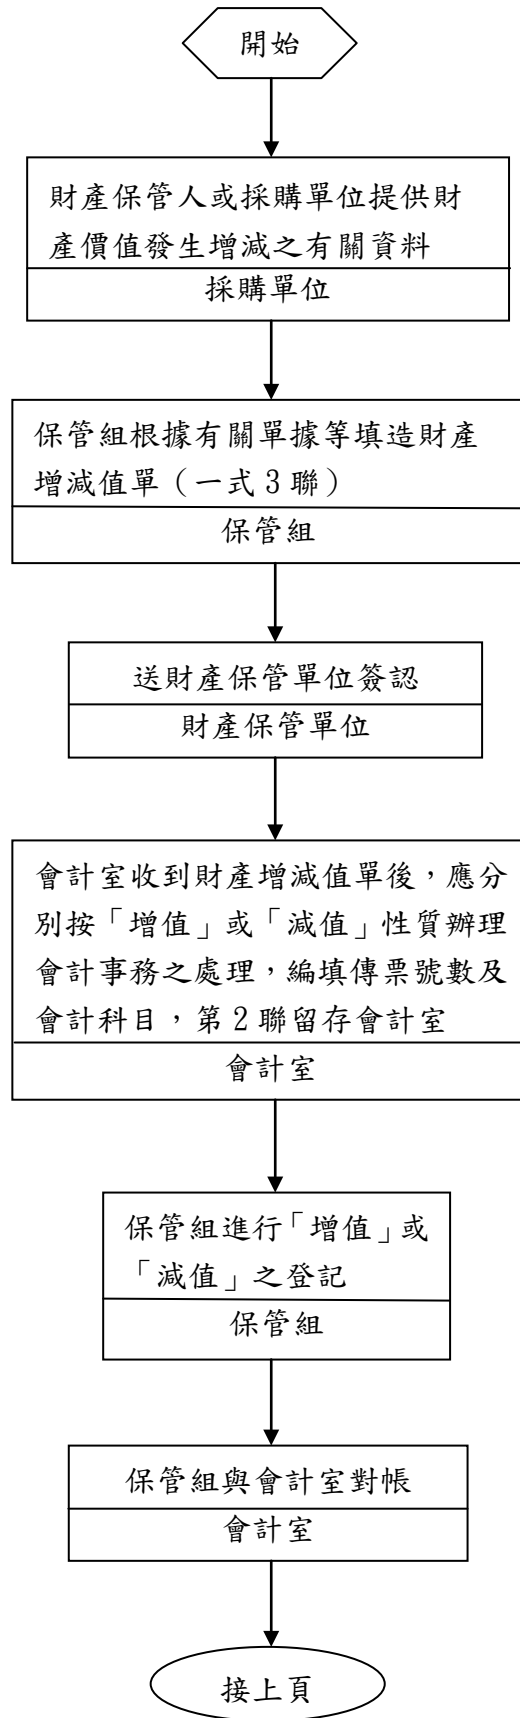 開始
財產保管人或採購單位提供財
產價值發生增減之有關資料
採購單位
保管組根據有關單據等填造財產
增減值單（一式 3 聯）
保管組
送財產保管單位簽認
財產保管單位
會計室收到財產增減值單後，應分
別按「增值」或「減值」性質辦理
會計事務之處理，編填傳票號數及
會計科目，第 2 聯留存會計室
會計室
保管組進行「增值」或
「減值」之登記
保管組
保管組與會計室對帳
會計室
接上頁